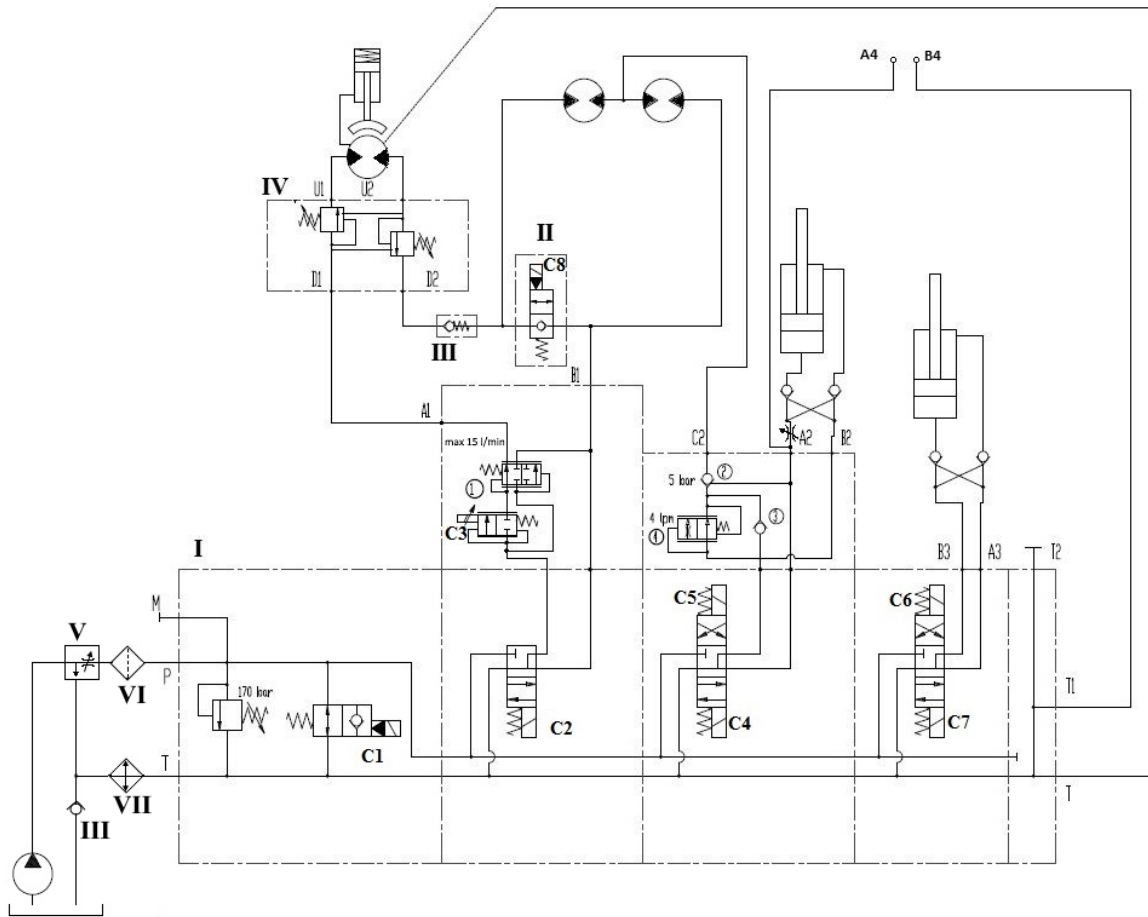 A4
B4
IV
U1
U2
II
C8
D1
D2
III
B1
A1
max 15 l/min
C2
A2
B2
5 bar
2
1
4 lpm
3
4
C3
I
B3
A3
T2
M
C5
C6
V
P
170 bar
T1
VI
C2
C4
C7
C1
T
VII
T
III